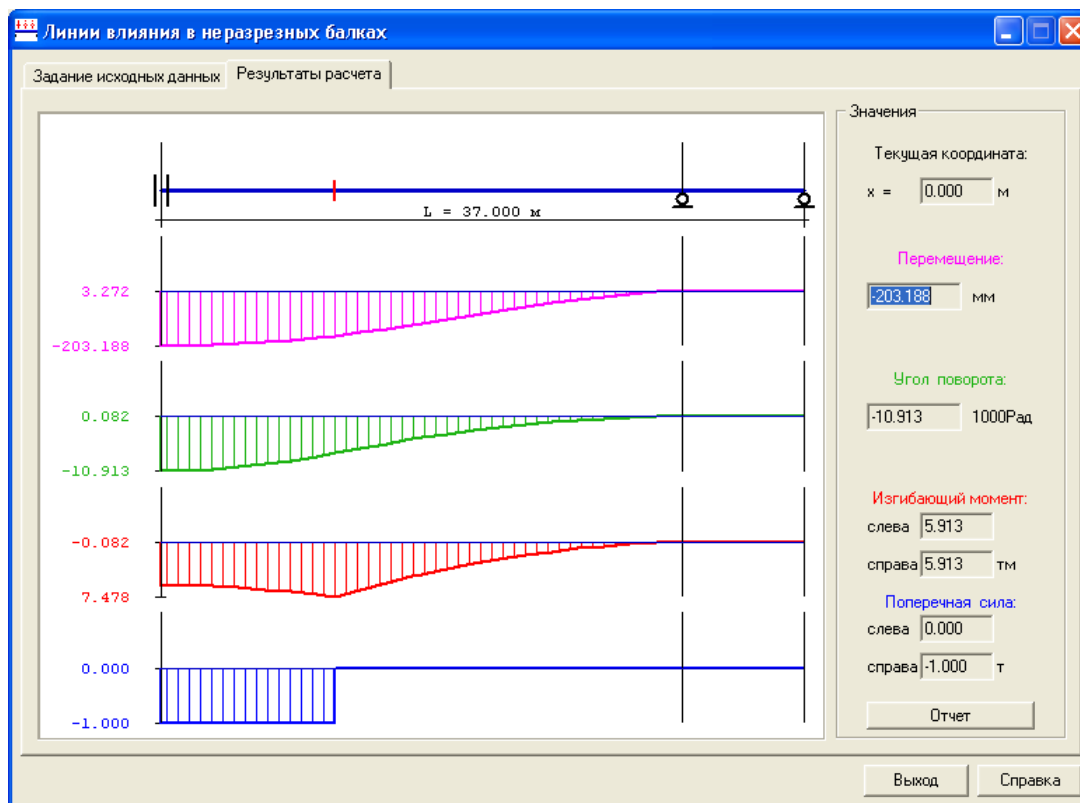 Линии влияния в неразрезных балках
Задание исходных данных
Результаты расчета
L = 37.000 м
3.272
-203.188
0.082
-10.913
-0.082
7.478
0.000
-1.000
Значения
Текущая координата:
x = 0.000 м
Перемещение:
-203.188 мм
Угол поворота:
-10.913 1000Рад
Изгибающий момент:
слева 5.913
справа 5.913 тм
Поперечная сила:
слева 0.000
справа -1.000 т
Отчет
Выход
Справка